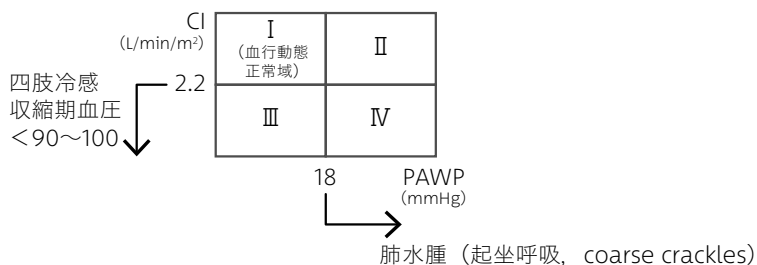 CI
(L/min/m²)
Ⅰ
(血行動態
正常域)
Ⅱ
四肢冷感
収縮期血圧
<90〜100
2.2
Ⅲ
Ⅳ
18
PAWP
(mmHg)
肺水腫（起坐呼吸，coarse crackles）